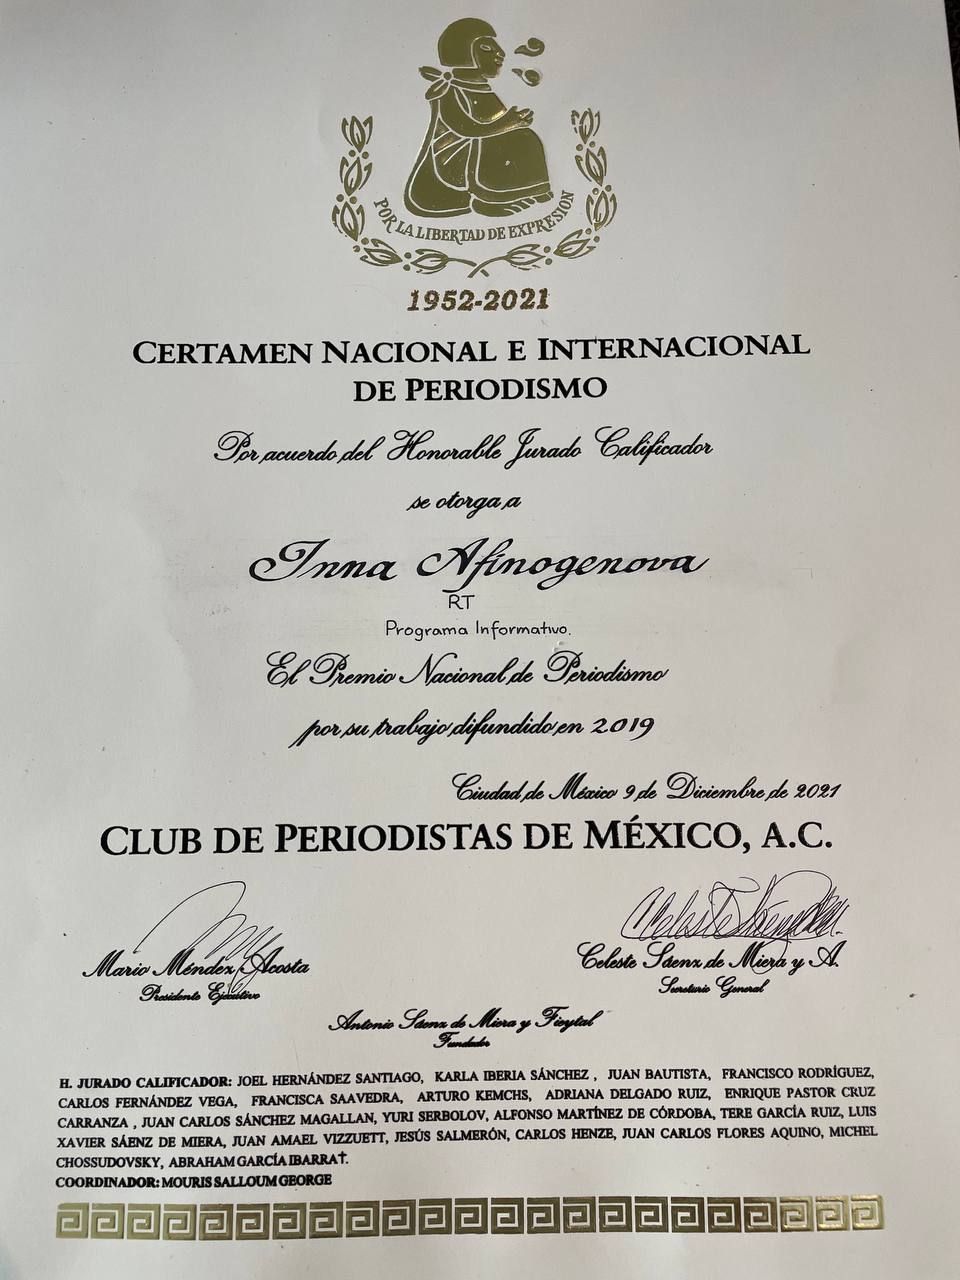 POR LA LIBERTAD DE EXPRESION
1952-2021
CERTAMEN NACIONAL E INTERNACIONAL
DE PERIODISMO
Por acuerdo del Honorable Jurado Calificador
se otorga a
Inna Afinogenova
RT
Programa Informativo.
El Premio Nacional de Periodismo
por su trabajo difundido en 2019
Ciudad de México 9 de Diciembre de 2021
CLUB DE PERIODISTAS DE MÉXICO, A.C.
Mario Méndez Acosta
Presidente Ejecutivo
Celeste Sáenz de Miera y A.
Secretario General
Antonio Sáenz de Miera y Fieytal
Fundador
H. JURADO CALIFICADOR: JOEL HERNÁNDEZ SANTIAGO, KARLA IBERIA SÁNCHEZ , JUAN BAUTISTA, FRANCISCO RODRÍGUEZ,
CARLOS FERNÁNDEZ VEGA, FRANCISCA SAAVEDRA, ARTURO KEMCHS, ADRIANA DELGADO RUIZ, ENRIQUE PASTOR CRUZ
CARRANZA , JUAN CARLOS SÁNCHEZ MAGALLAN, YURI SERBOLOV, ALFONSO MARTÍNEZ DE CÓRDOBA, TERE GARCÍA RUIZ, LUIS
XAVIER SÁENZ DE MIERA, JUAN AMAEL VIZZUETT, JESÚS SALMERÓN, CARLOS HENZE, JUAN CARLOS FLORES AQUINO, MICHEL
CHOSSUDOVSKY, ABRAHAM GARCÍA IBARRA✝.
COORDINADOR: MOURIS SALLOUM GEORGE